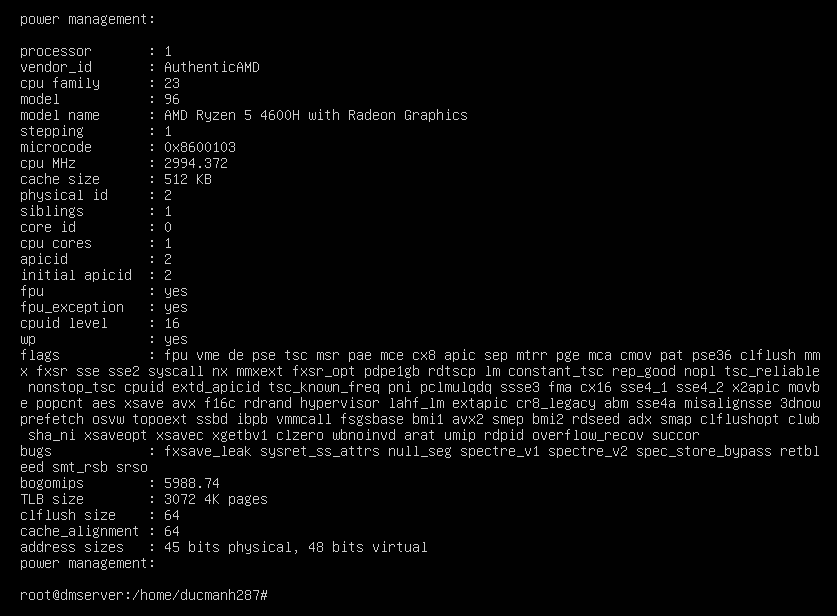 power management:
processor       : 1
vendor_id       : AuthenticAMD
cpu family      : 23
model           : 96
model name      : AMD Ryzen 5 4600H with Radeon Graphics
stepping        : 1
microcode       : 0x8600103
cpu MHz         : 2994.372
cache size      : 512 KB
physical id     : 2
siblings        : 1
core id         : 0
cpu cores       : 1
apicid          : 2
initial apicid  : 2
fpu             : yes
fpu_exception   : yes
cpuid level     : 16
wp              : yes
flags           : fpu vme de pse tsc msr pae mce cx8 apic sep mtrr pge mca cmov pat pse36 clflush mm
x fxsr sse sse2 syscall nx mmxext fxsr_opt pdpe1gb rdtscp lm constant_tsc rep_good nopl tsc_reliable
 nonstop_tsc cpuid extd_apicid tsc_known_freq pni pclmulqdq ssse3 fma cx16 sse4_1 sse4_2 x2apic movb
e popcnt aes xsave avx f16c rdrand hypervisor lahf_lm extapic cr8_legacy abm sse4a misalignsse 3dnow
prefetch osvw topoext ssbd ibpb vmmcall fsgsbase bmi1 avx2 smep bmi2 rdseed adx smap clflushopt clwb
 sha_ni xsaveopt xsavec xgetbv1 clzero wbnoinvd arat umip rdpid overflow_recov succor
bugs            : fxsave_leak sysret_ss_attrs null_seg spectre_v1 spectre_v2 spec_store_bypass retbl
eed smt_rsb srso
bogomips        : 5988.74
TLB size        : 3072 4K pages
clflush size    : 64
cache_alignment : 64
address sizes   : 45 bits physical, 48 bits virtual
power management:
root@dmserver:/home/ducmanh287#